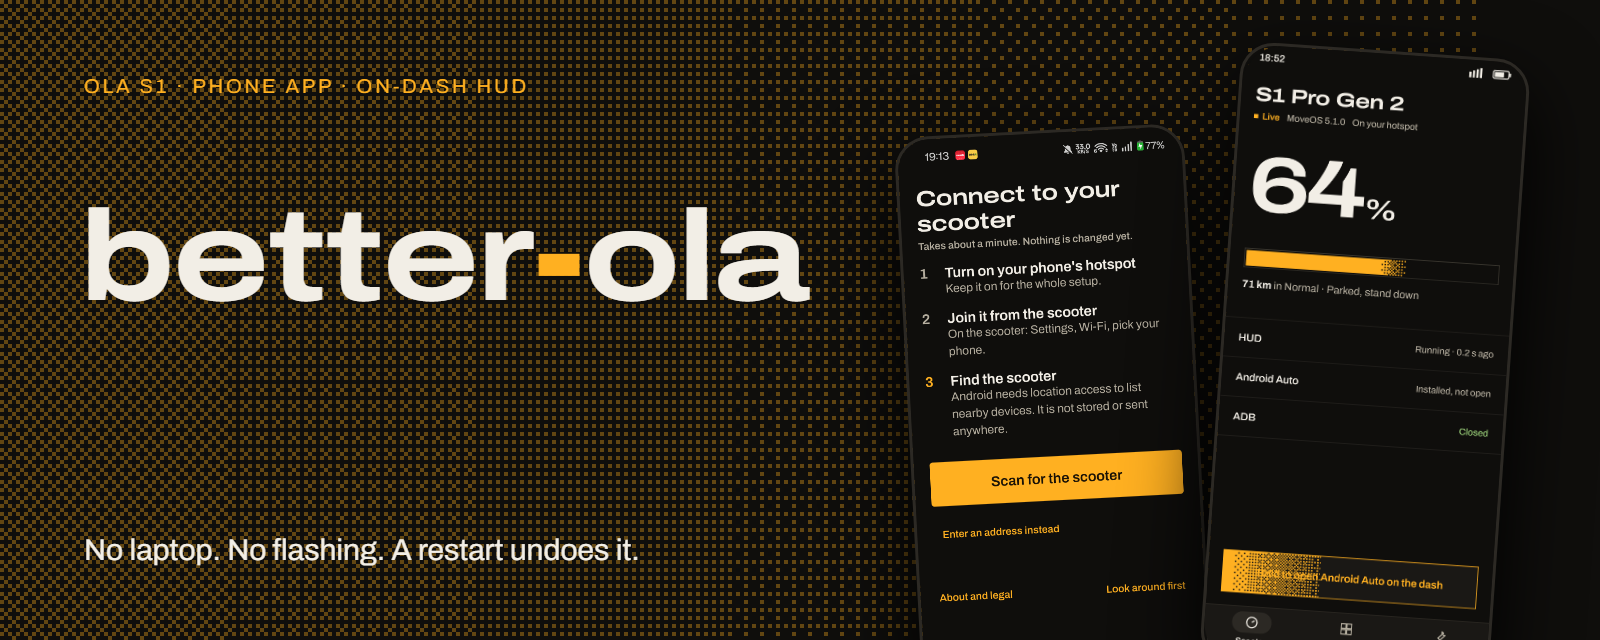 OLA S1 · PHONE APP · ON-DASH HUD
better-ola
No laptop. No flashing. A restart undoes it.
19:13
33.0
77%
Connect to your
scooter
Takes about a minute. Nothing is changed yet.
1 Turn on your phone's hotspot
Keep it on for the whole setup.
2 Join it from the scooter
On the scooter: Settings, Wi-Fi, pick your
phone.
3 Find the scooter
Android needs location access to list
nearby devices. It is not stored or sent
anywhere.
Scan for the scooter
Enter an address instead
About and legal Look around first
18:52
S1 Pro Gen 2
Live MoveOS 5.1.0 On your hotspot
64%
71 km in Normal · Parked, stand down
HUD Running · 0.2 s ago
Android Auto Installed, not open
ADB Closed
to open Android Auto on the dash